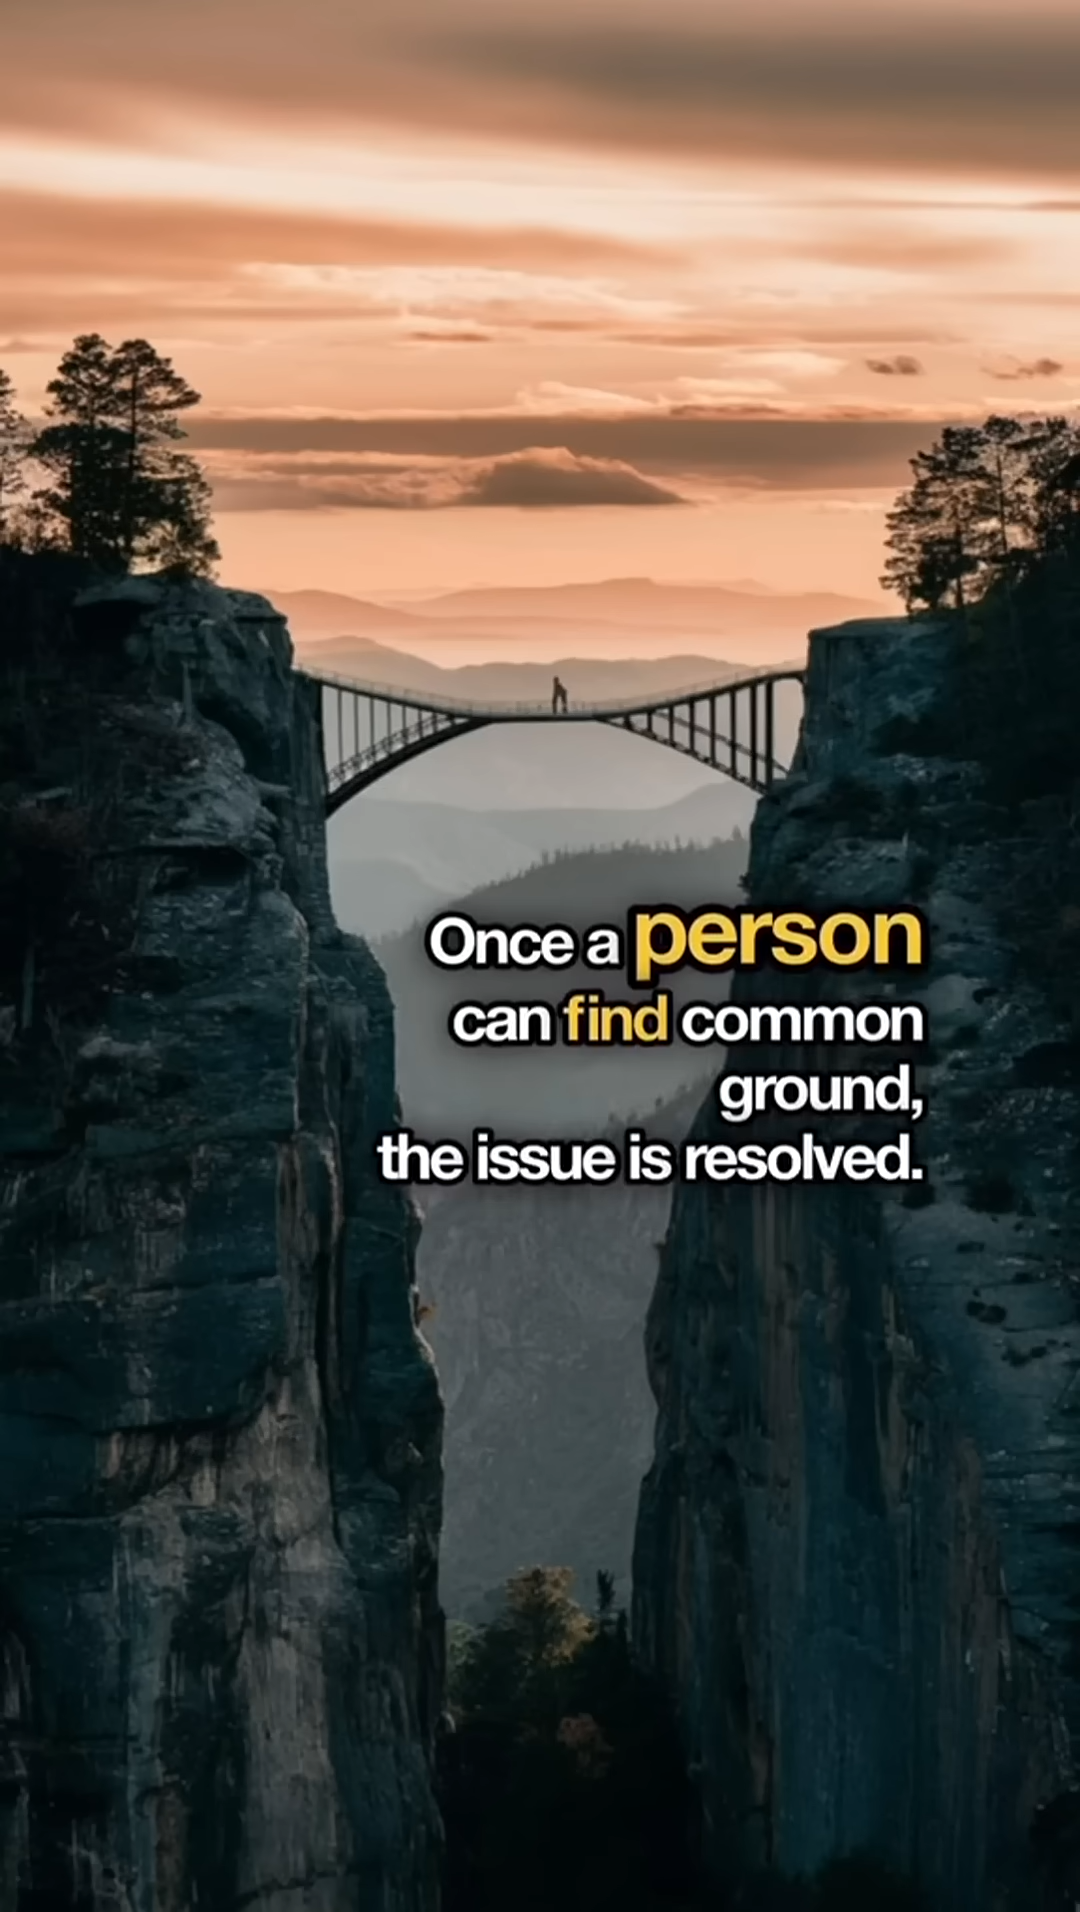 Once a person
can find common
ground,
the issue is resolved.